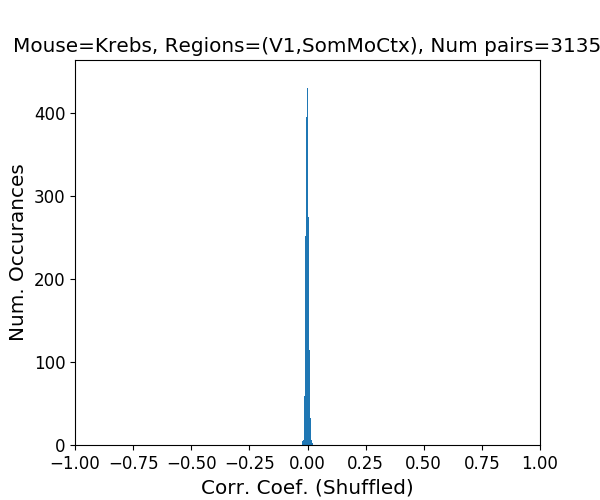 Mouse=Krebs, Regions=(V1,SomMoCtx), Num pairs=3135
Num. Occurances
400
300
200
100
0
−1.00 −0.75 −0.50 −0.25 0.00 0.25 0.50 0.75 1.00
Corr. Coef. (Shuffled)